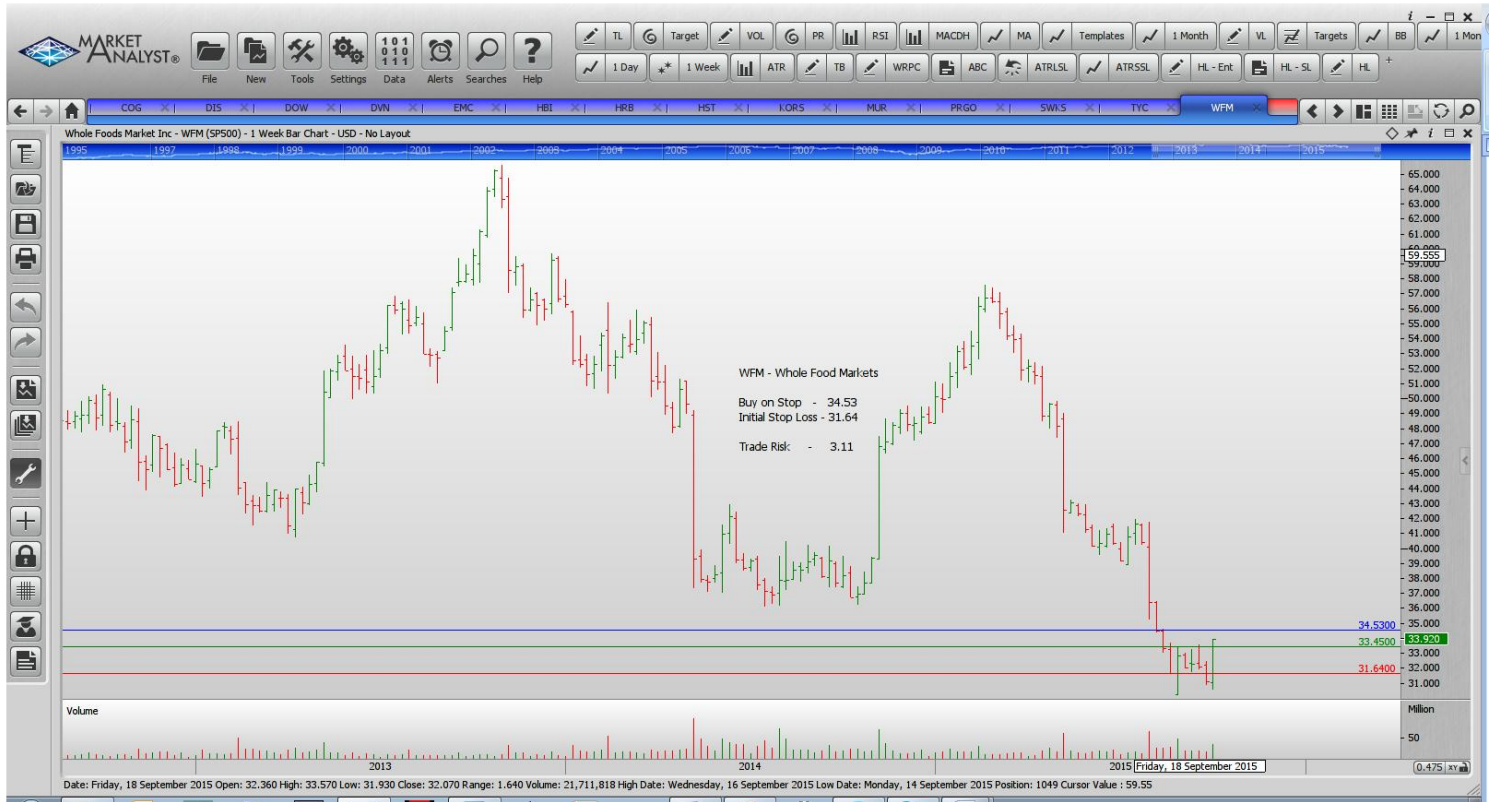 MARKET ANALYST®
File New Tools Settings Data Alerts Searches Help
TL Target VOL PR RSI MACDH MA Templates 1 Month VL Targets BB 1 Mon
1 Day 1 Week ATR TB WRPC ABC ATRLSL ATRSSL HL - Ent HL - SL HL +
COG DIS DOW DVN EMC HBI HRB HST KORS MUR PRGO SWKS TYC WFM
Whole Foods Market Inc - WFM (SP500) - 1 Week Bar Chart - USD - No Layout
1995 1997 1998 1999 2000 2001 2002 2003 2004 2005 2006 2007 2008 2009 2010 2011 2012 2013 2014 2015
65.000
64.000
63.000
62.000
61.000
59.555
59.000
58.000
57.000
56.000
55.000
54.000
53.000
52.000
51.000
50.000
49.000
48.000
47.000
46.000
45.000
44.000
43.000
42.000
41.000
40.000
39.000
38.000
37.000
36.000
35.000
33.920
33.000
32.000
31.000
WFM - Whole Food Markets
Buy on Stop - 34.53
Initial Stop Loss - 31.64
Trade Risk - 3.11
34.5300
33.4500
31.6400
Volume
Million
50
2013 2014 2015 Friday, 18 September 2015
0.475 XY
Date: Friday, 18 September 2015 Open: 32.360 High: 33.570 Low: 31.930 Close: 32.070 Range: 1.640 Volume: 21,711,818 High Date: Wednesday, 16 September 2015 Low Date: Monday, 14 September 2015 Position: 1049 Cursor Value : 59.55